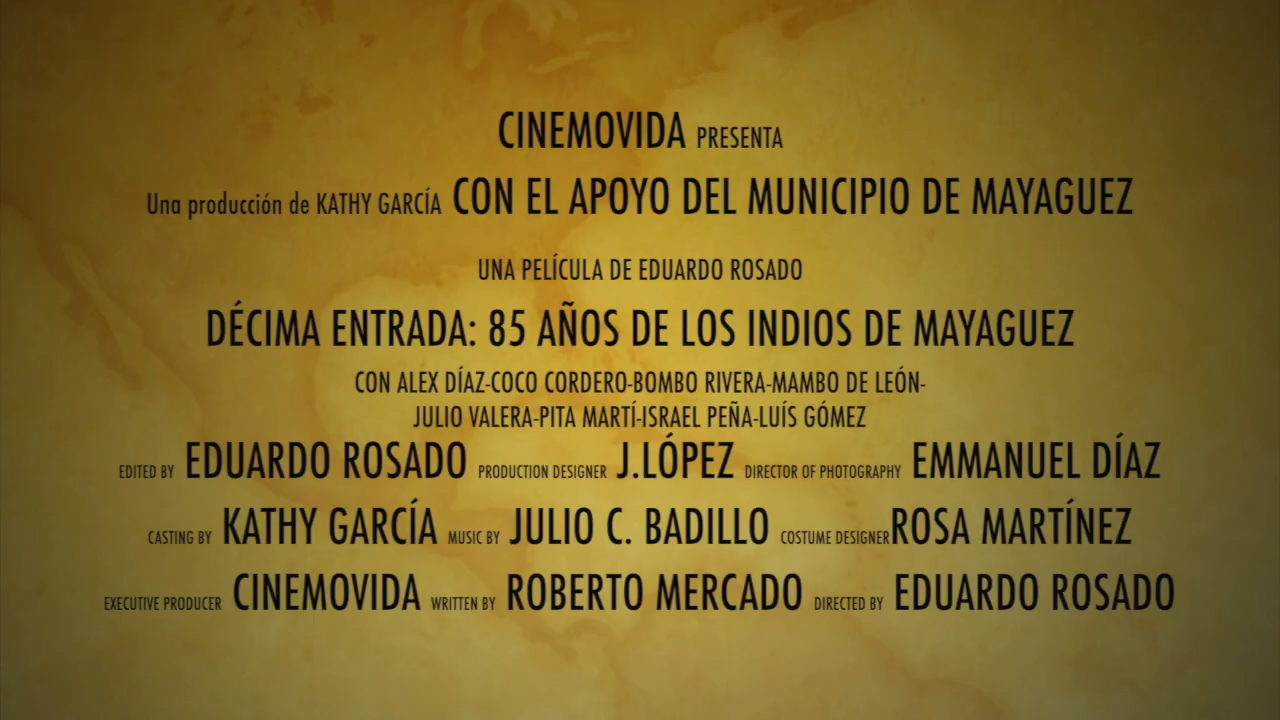 CINEMOVIDA PRESENTA
Una producción de KATHY GARCÍA CON EL APOYO DEL MUNICIPIO DE MAYAGUEZ
UNA PELÍCULA DE EDUARDO ROSADO
DÉCIMA ENTRADA: 85 AÑOS DE LOS INDIOS DE MAYAGUEZ
CON ALEX DÍAZ-COCO CORDERO-BOMBO RIVERA-MAMBO DE LEÓN-
JULIO VALERA-PITA MARTÍ-ISRAEL PEÑA-LUÍS GÓMEZ
EDITED BY EDUARDO ROSADO PRODUCTION DESIGNER J.LÓPEZ DIRECTOR OF PHOTOGRAPHY EMMANUEL DÍAZ
CASTING BY KATHY GARCÍA MUSIC BY JULIO C. BADILLO COSTUME DESIGNER ROSA MARTÍNEZ
EXECUTIVE PRODUCER CINEMOVIDA WRITTEN BY ROBERTO MERCADO DIRECTED BY EDUARDO ROSADO